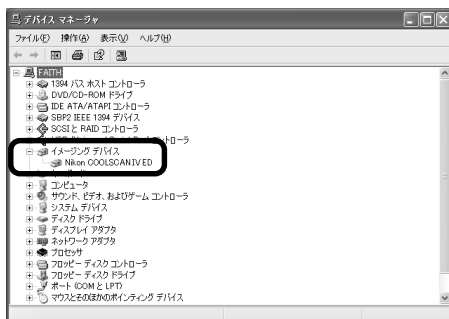 デバイス マネージャ
ファイル(F) 操作(A) 表示(V) ヘルプ(H)
FAITH
1394 バス ホスト コントローラ
DVD/CD-ROM ドライブ
IDE ATA/ATAPI コントローラ
SBP2 IEEE 1394 デバイス
SCSI と RAID コントローラ
イメージング デバイス
Nikon COOLSCANIV ED
コンピュータ
サウンド、ビデオ、およびゲーム コントローラ
システム デバイス
ディスク ドライブ
ディスプレイ アダプタ
ネットワーク アダプタ
プロセッサ
フロッピー ディスク コントローラ
フロッピー ディスク ドライブ
ポート (COM と LPT)
マウスとそのほかのポインティング デバイス